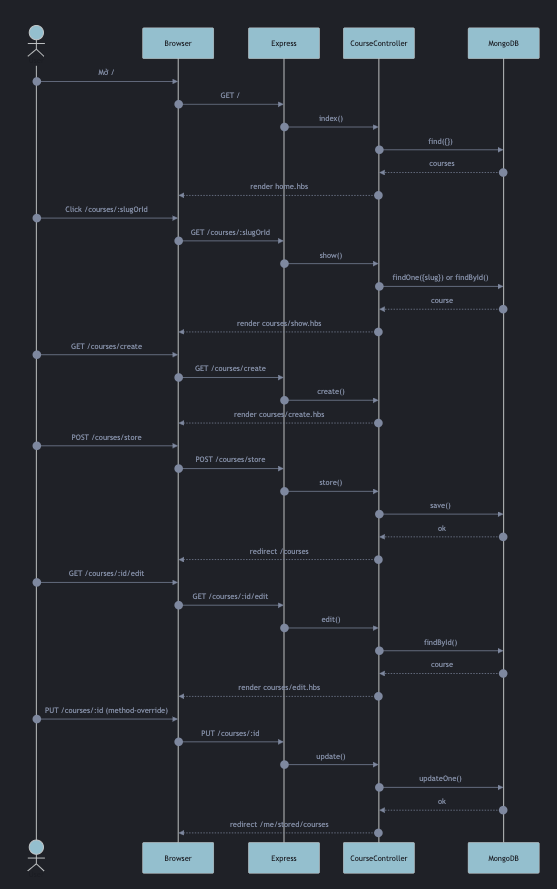 Browser
Express
CourseController
MongoDB
Mở /
GET /
index()
find({})
courses
render home.hbs
Click /courses/:slugOrId
GET /courses/:slugOrId
show()
findOne({slug}) or findById()
course
render courses/show.hbs
GET /courses/create
GET /courses/create
create()
render courses/create.hbs
POST /courses/store
POST /courses/store
store()
save()
ok
redirect /courses
GET /courses/:id/edit
GET /courses/:id/edit
edit()
findById()
course
render courses/edit.hbs
PUT /courses/:id (method-override)
PUT /courses/:id
update()
updateOne()
ok
redirect /me/stored/courses
Browser
Express
CourseController
MongoDB